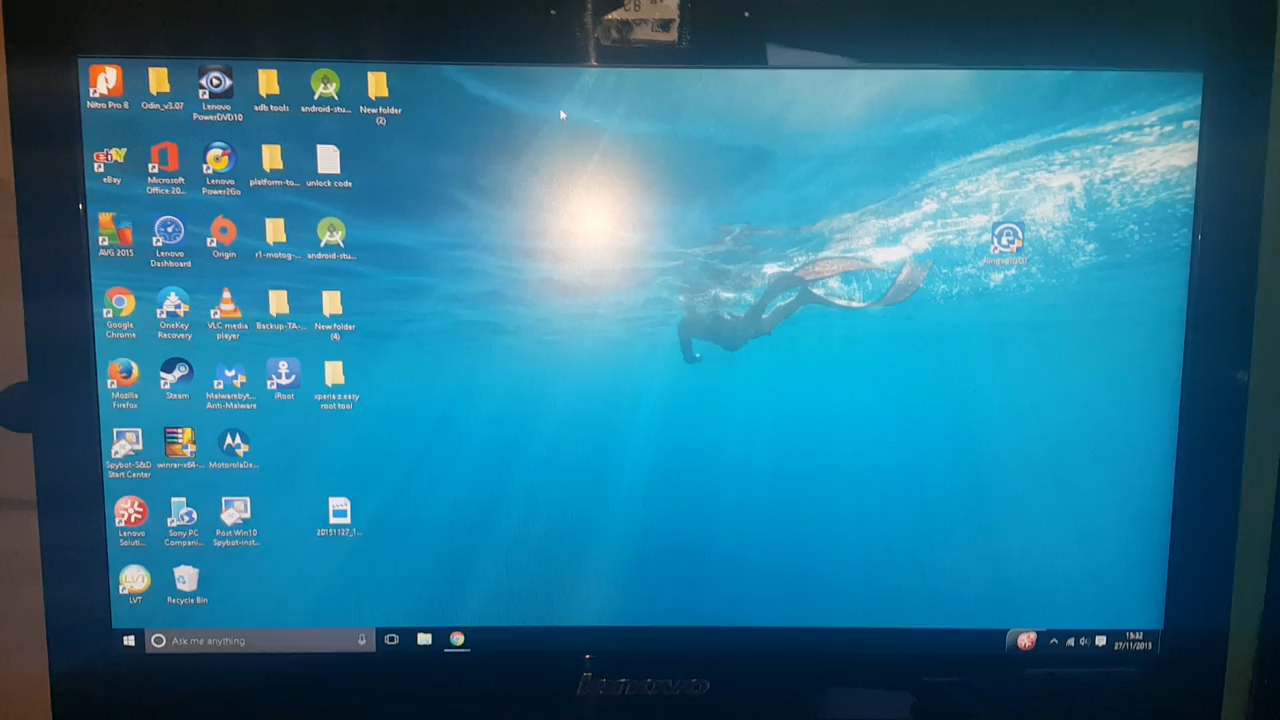 Nitro Pro 8
Odin_v3.07
Lenovo
PowerDVD10
adb tools
android-stu...
New folder
(2)
ebY
eBay
Microsoft
Office 20...
Lenovo
Power2Go
platform-to...
unlock code
AVG 2015
Lenovo
Dashboard
Origin
r1-motog-...
android-stu...
Google
Chrome
OneKey
Recovery
VLC media
player
Backup-TA-...
New folder
(4)
Mozilla
Firefox
Steam
Malwarebyt...
Anti-Malware
iRoot
xperia z easy
root tool
Spybot-S&D
Start Center
winrar-x64-...
MotorolaDe...
Lenovo
Soluti...
Sony PC
Compani...
Post Win10
Spybot-inst...
20151127_1...
LVT
LVT
Recycle Bin
Ask me anything
15:32
27/11/2015
lenovo